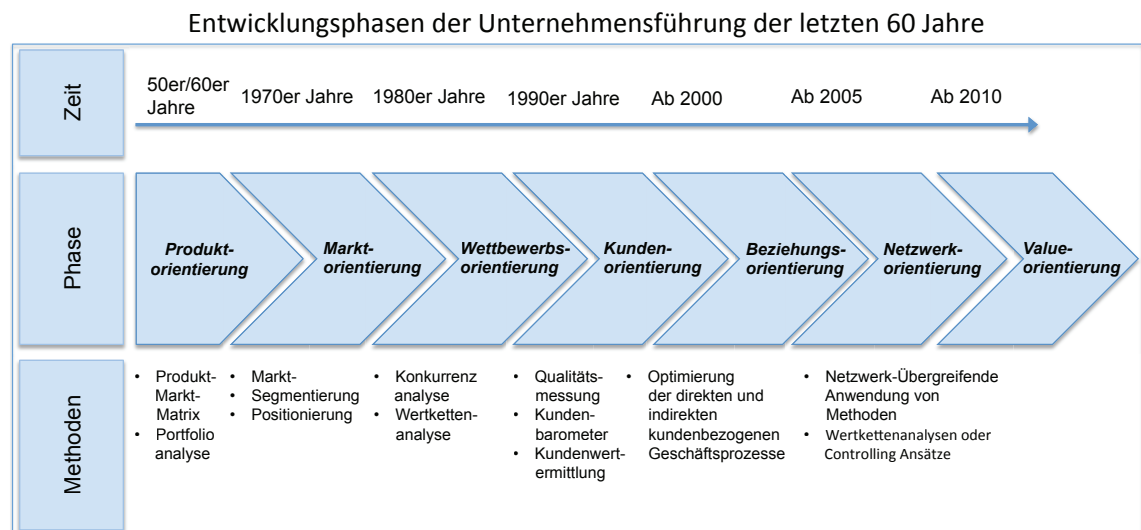 Entwicklungsphasen der Unternehmensführung der letzten 60 Jahre
Zeit
50er/60er
Jahre
1970er Jahre
1980er Jahre
1990er Jahre
Ab 2000
Ab 2005
Ab 2010
Phase
Produkt-
orientierung
Markt-
orientierung
Wettbewerbs-
orientierung
Kunden-
orientierung
Beziehungs-
orientierung
Netzwerk-
orientierung
Value-
orientierung
Methoden
• Produkt-
Markt-
Matrix
• Portfolio
analyse
• Markt-
• Segmentierung
• Positionierung
• Konkurrenz
analyse
• Wertketten-
analyse
• Qualitäts-
messung
• Kunden-
barometer
• Kundenwert-
ermittlung
• Optimierung
der direkten und
indirekten
kundenbezogenen
Geschäftsprozesse
• Netzwerk-Übergreifende
Anwendung von
Methoden
• Wertkettenanalysen oder
Controlling Ansätze